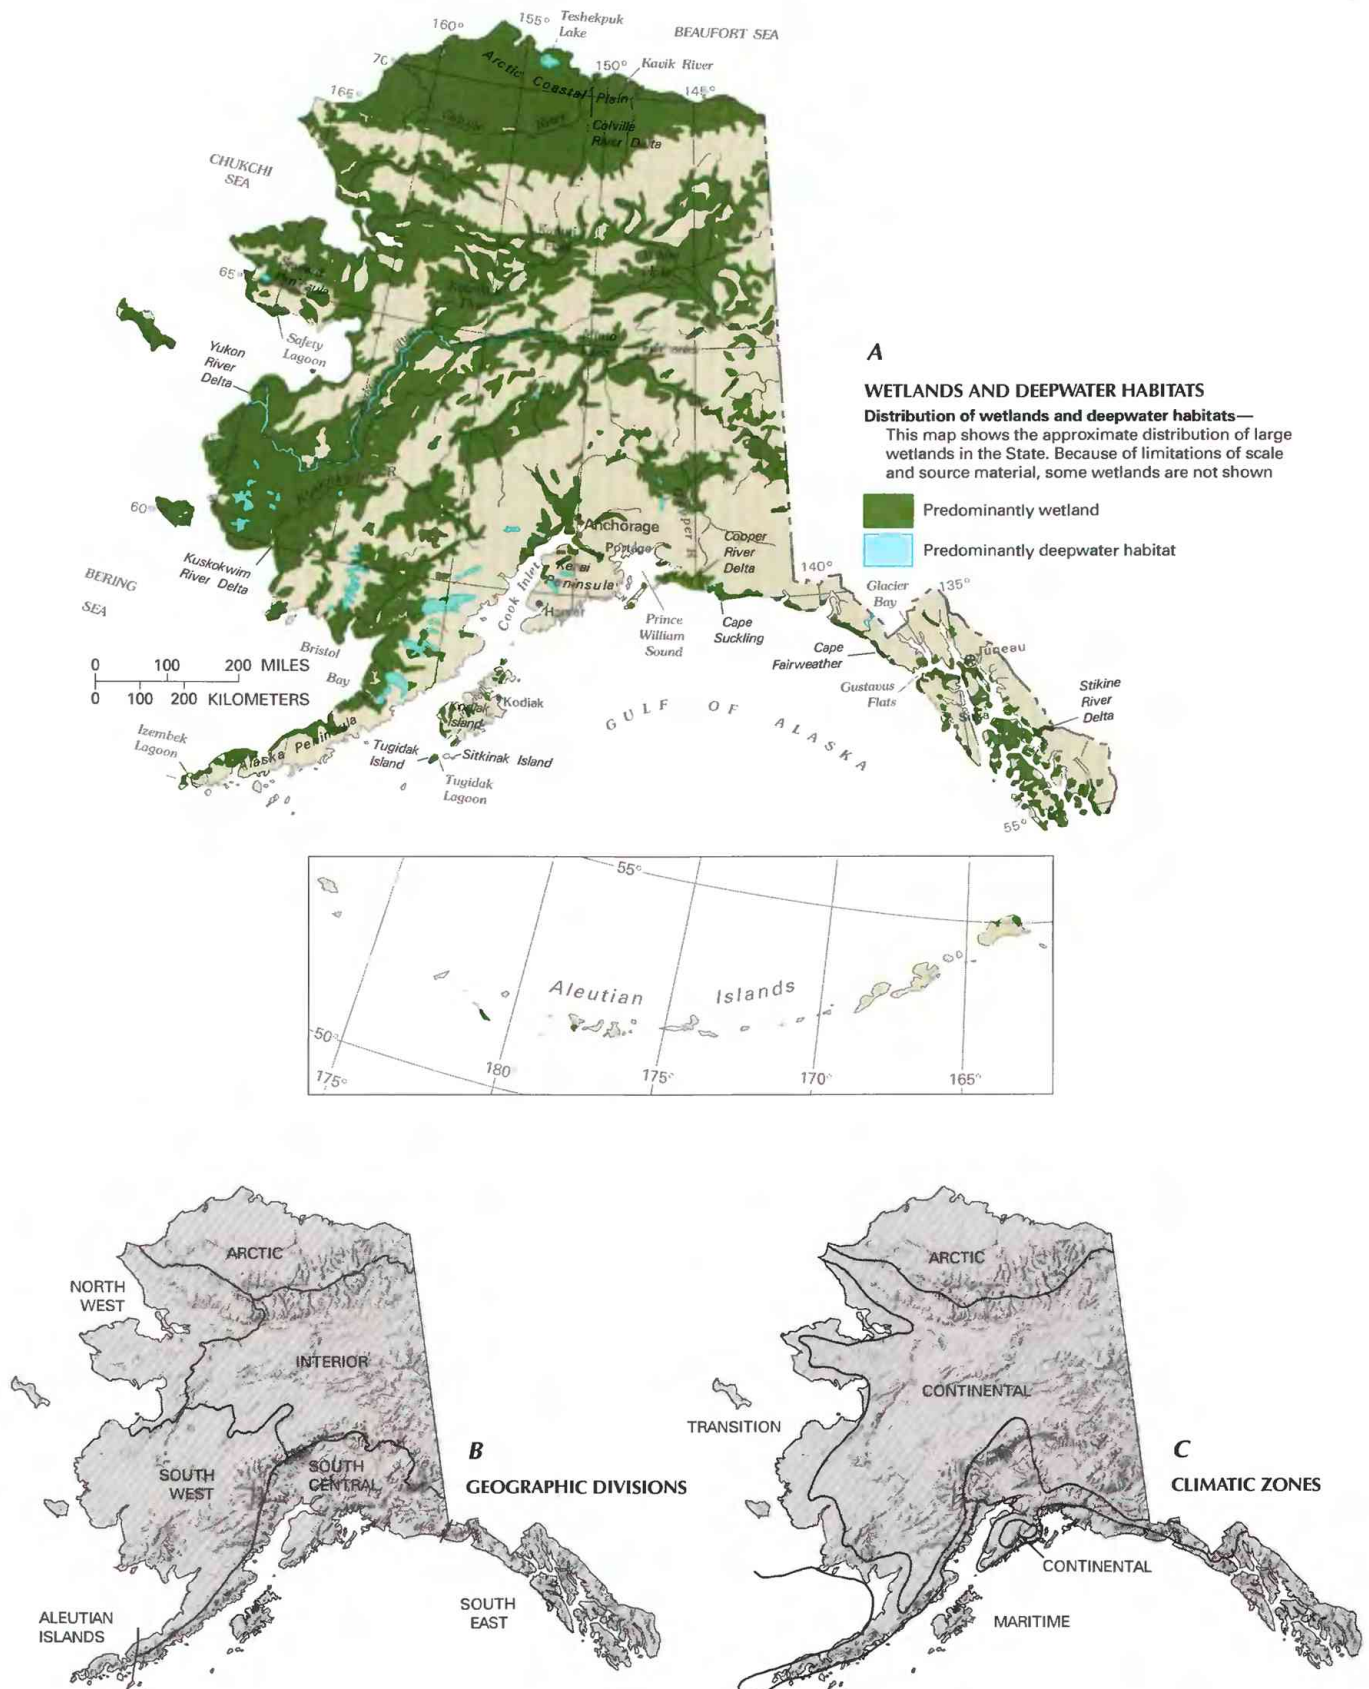 160°
155°
Teshekpuk
Lake
BEAUFORT SEA
70°
150°
Kavik River
165°
Arctic Coastal Plain
145°
Colville
River Delta
CHUKCHI
SEA
65°
Safety
Lagoon
Yukon
River
Delta
A
WETLANDS AND DEEPWATER HABITATS
Distribution of wetlands and deepwater habitats—
This map shows the approximate distribution of large
wetlands in the State. Because of limitations of scale
and source material, some wetlands are not shown
Predominantly wetland
Predominantly deepwater habitat
60°
Anchorage
Portage
Copper
River
Delta
Kuskokwim
River Delta
BERING
SEA
Cook Inlet
Kenai
Peninsula
Homer
140°
Glacier
Bay
135°
Prince
William
Sound
Cape
Suckling
Cape
Fairweather
Juneau
Bristol
Bay
0 100 200 MILES
0 100 200 KILOMETERS
Gustavus
Flats
Sitka
Stikine
River
Delta
Kodiak
Island
Kodiak
GULF OF ALASKA
Izembek
Lagoon
Alaska Peninsula
Tugidak
Island
Sitkinak Island
Tugidak
Lagoon
55°
55°
Aleutian Islands
50°
175°
180°
175°
170°
165°
ARCTIC
NORTH
WEST
INTERIOR
SOUTH
WEST
SOUTH
CENTRAL
B
GEOGRAPHIC DIVISIONS
ALEUTIAN
ISLANDS
SOUTH
EAST
ARCTIC
CONTINENTAL
TRANSITION
C
CLIMATIC ZONES
CONTINENTAL
MARITIME